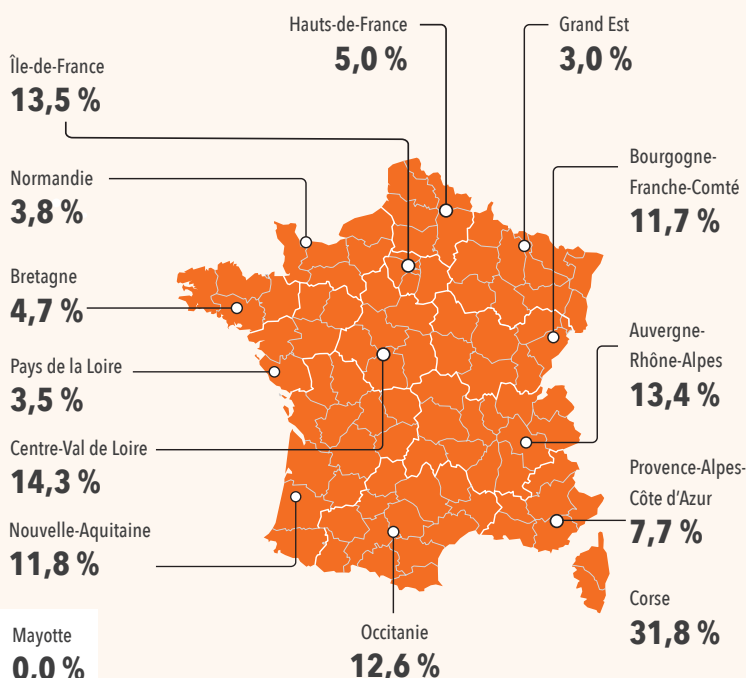 Hauts-de-France
5,0 %
Grand Est
3,0 %
Île-de-France
13,5 %
Bourgogne-
Franche-Comté
11,7 %
Normandie
3,8 %
Bretagne
4,7 %
Auvergne-
Rhône-Alpes
13,4 %
Pays de la Loire
3,5 %
Centre-Val de Loire
14,3 %
Provence-Alpes-
Côte d'Azur
7,7 %
Nouvelle-Aquitaine
11,8 %
Corse
31,8 %
Occitanie
12,6 %
Mayotte
0,0 %